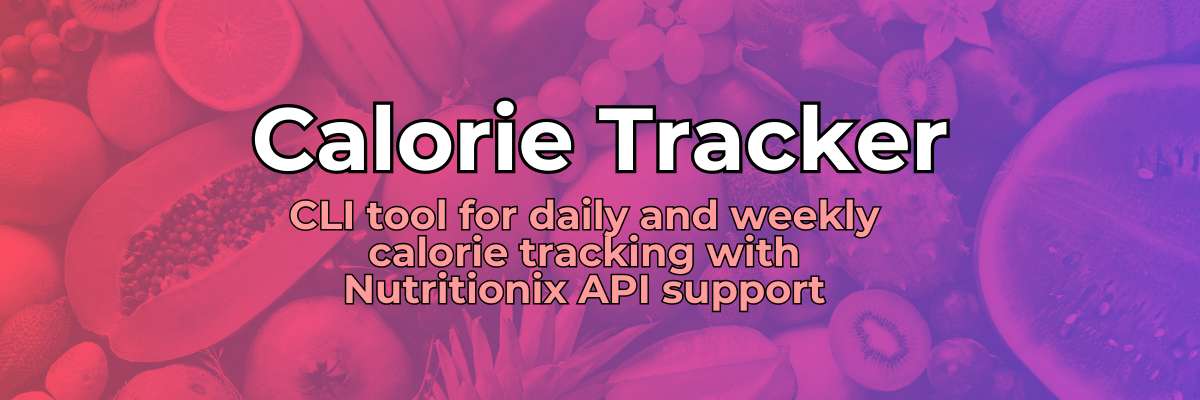 Calorie Tracker
CLI tool for daily and weekly
calorie tracking with
Nutritionix API support